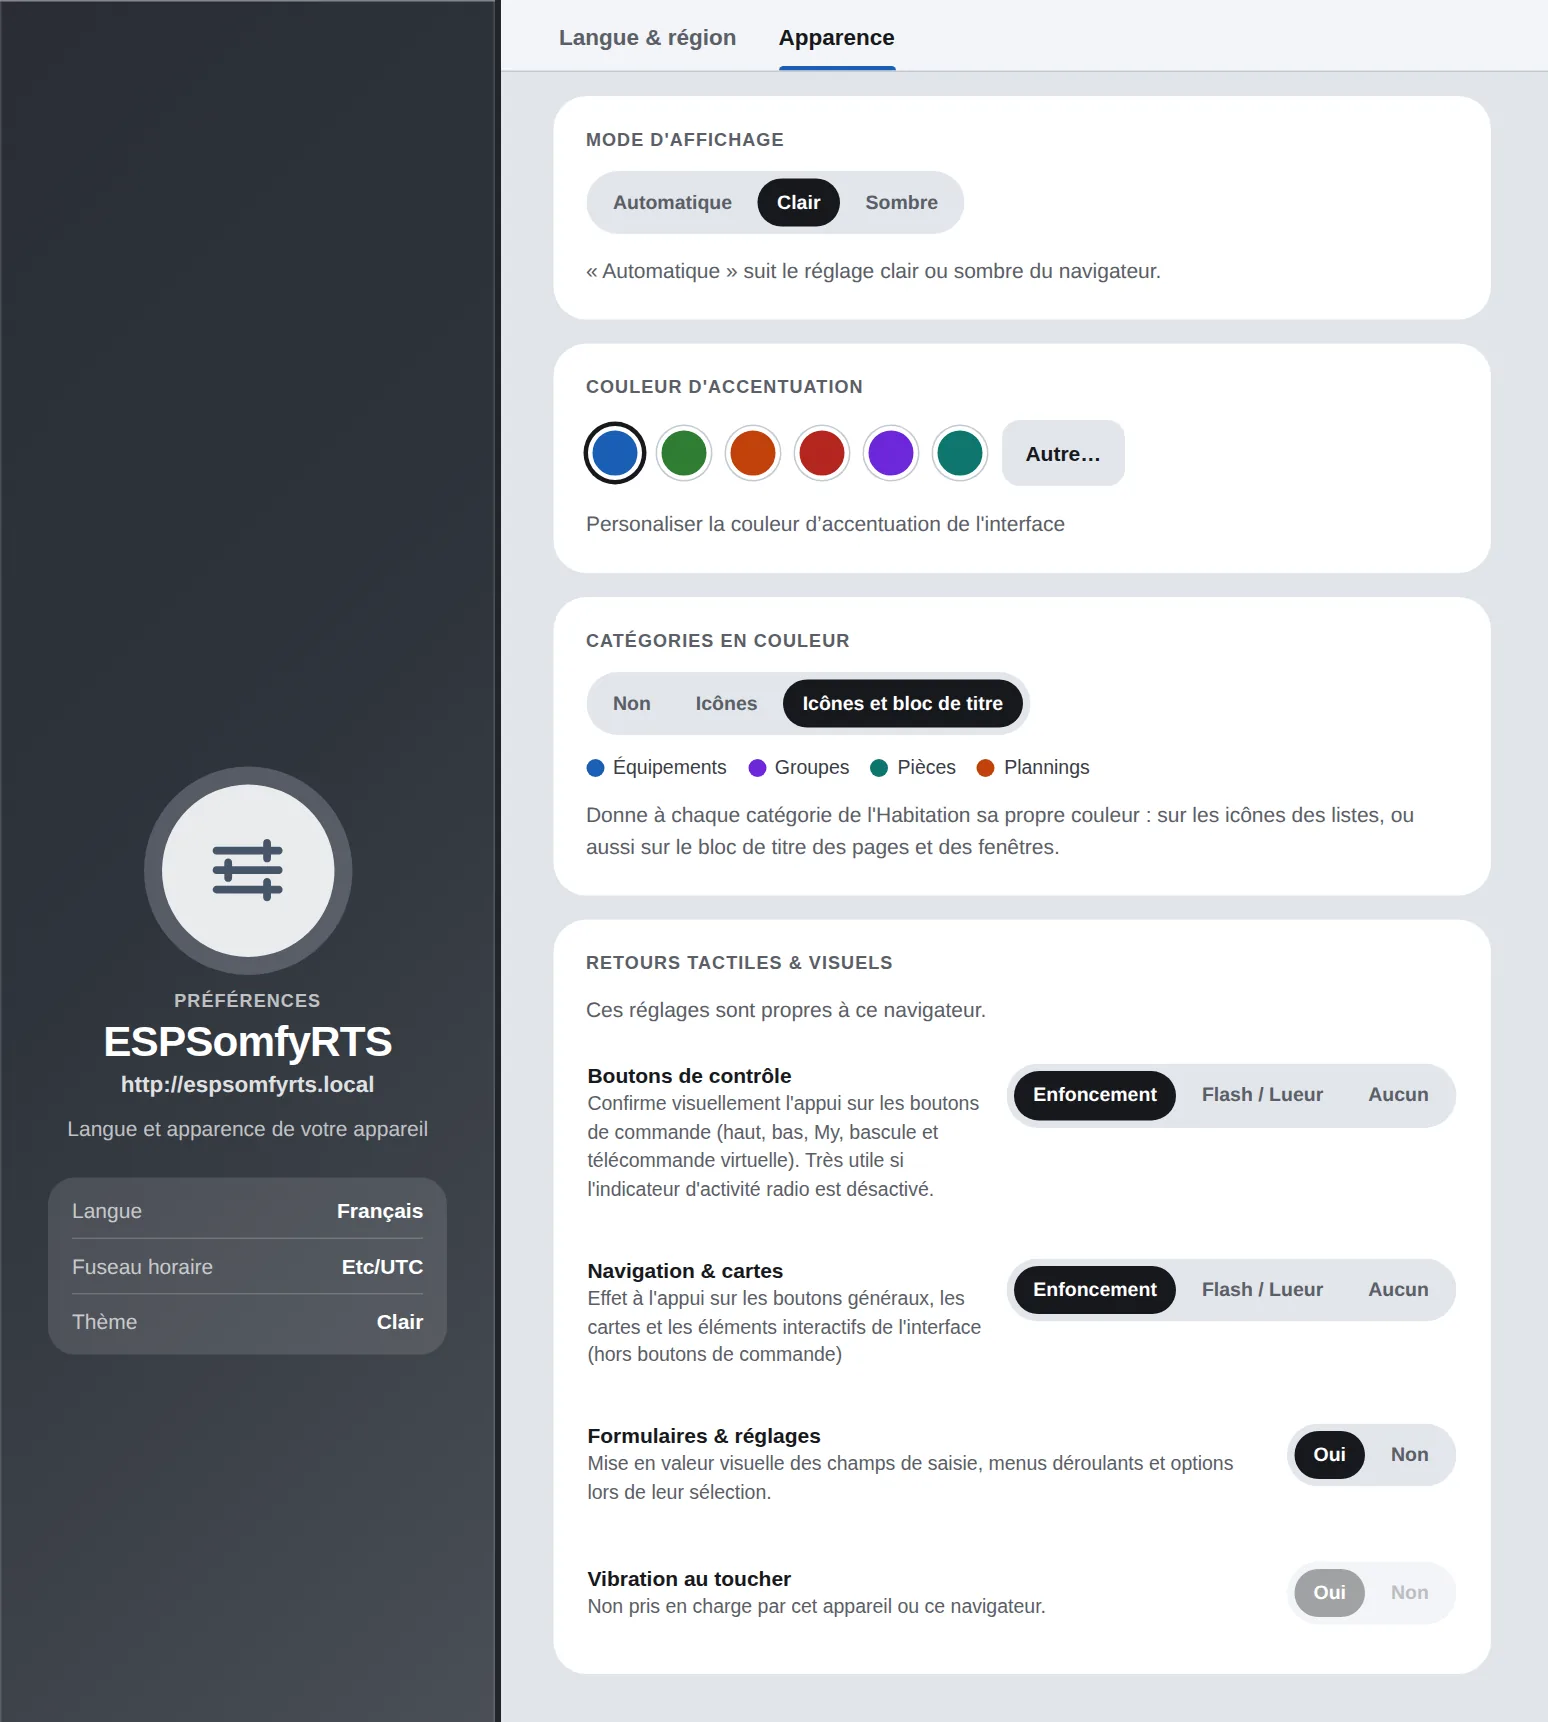 PRÉFÉRENCES
ESPSomfyRTS
http://espsomfyrts.local
Langue et apparence de votre appareil
Langue Français
Fuseau horaire Etc/UTC
Thème Clair
Langue & région Apparence
MODE D'AFFICHAGE
Automatique Clair Sombre
« Automatique » suit le réglage clair ou sombre du navigateur.
COULEUR D'ACCENTUATION
Autre…
Personaliser la couleur d’accentuation de l'interface
CATÉGORIES EN COULEUR
Non Icônes Icônes et bloc de titre
Équipements Groupes Pièces Plannings
Donne à chaque catégorie de l'Habitation sa propre couleur : sur les icônes des listes, ou
aussi sur le bloc de titre des pages et des fenêtres.
RETOURS TACTILES & VISUELS
Ces réglages sont propres à ce navigateur.
Boutons de contrôle
Confirme visuellement l'appui sur les boutons
de commande (haut, bas, My, bascule et
télécommande virtuelle). Très utile si
l'indicateur d'activité radio est désactivé.
Enfoncement Flash / Lueur Aucun
Navigation & cartes
Effet à l'appui sur les boutons généraux, les
cartes et les éléments interactifs de l'interface
(hors boutons de commande)
Enfoncement Flash / Lueur Aucun
Formulaires & réglages
Mise en valeur visuelle des champs de saisie, menus déroulants et options
lors de leur sélection.
Oui Non
Vibration au toucher
Non pris en charge par cet appareil ou ce navigateur.
Oui Non